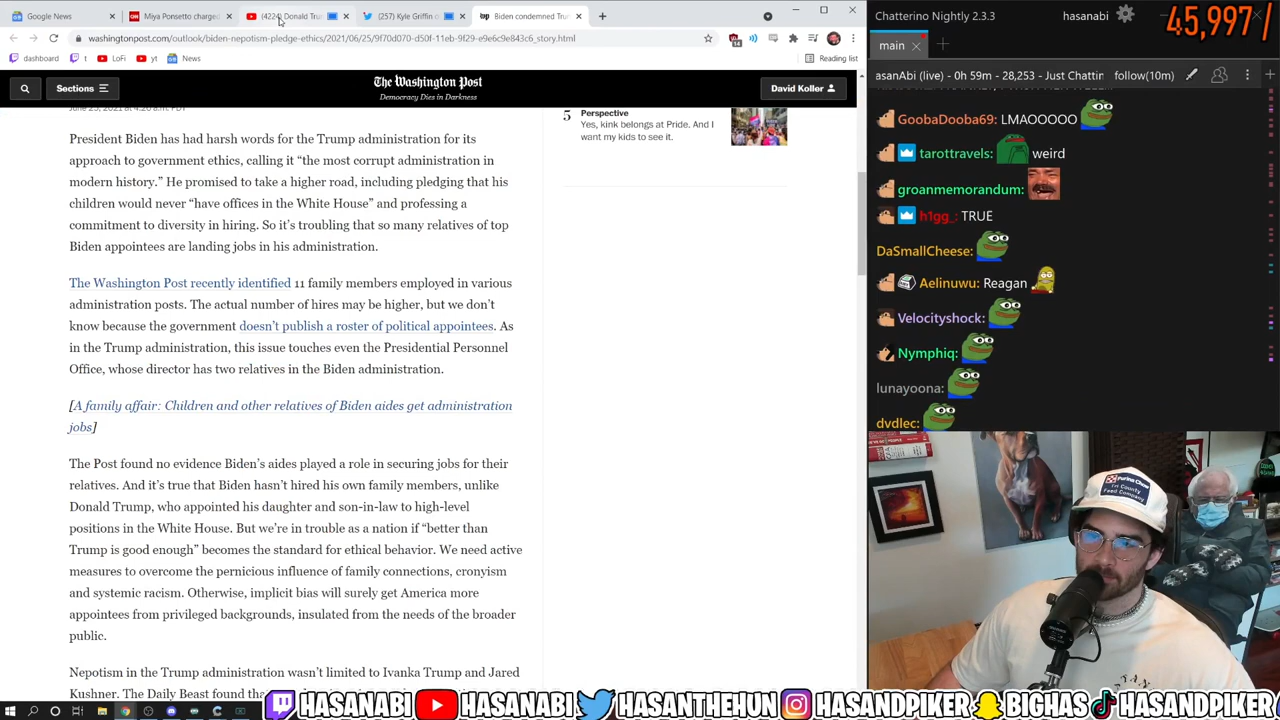 Google News
Miya Ponsetto charged
(422) Donald Tru
(257) Kyle Griffin o
Biden condemned Trum
washingtonpost.com/outlook/biden-nepotism-pledge-ethics/2021/06/25/9f70d070-d50f-11eb-9f29-e9e6c9e843c6_story.html
dashboard
t
LoFi
yt
News
Reading list
Sections
The Washington Post
Democracy Dies in Darkness
David Koller
President Biden has had harsh words for the Trump administration for its
approach to government ethics, calling it “the most corrupt administration in
modern history.” He promised to take a higher road, including pledging that his
children would never “have offices in the White House” and professing a
commitment to diversity in hiring. So it’s troubling that so many relatives of top
Biden appointees are landing jobs in his administration.
The Washington Post recently identified 11 family members employed in various
administration posts. The actual number of hires may be higher, but we don’t
know because the government doesn’t publish a roster of political appointees. As
in the Trump administration, this issue touches even the Presidential Personnel
Office, whose director has two relatives in the Biden administration.
[A family affair: Children and other relatives of Biden aides get administration
jobs]
The Post found no evidence Biden’s aides played a role in securing jobs for their
relatives. And it’s true that Biden hasn’t hired his own family members, unlike
Donald Trump, who appointed his daughter and son-in-law to high-level
positions in the White House. But we’re in trouble as a nation if “better than
Trump is good enough” becomes the standard for ethical behavior. We need active
measures to overcome the pernicious influence of family connections, cronyism
and systemic racism. Otherwise, implicit bias will surely get America more
appointees from privileged backgrounds, insulated from the needs of the broader
public.
Nepotism in the Trump administration wasn’t limited to Ivanka Trump and Jared
Kushner. The Daily Beast found tha
5
Perspective
Yes, kink belongs at Pride. And I
want my kids to see it.
Chatterino Nightly 2.3.3
hasanabi
45,997/
main
asanAbi (live) - 0h 59m - 28,253 - Just Chattin
follow(10m)
GoobaDooba69: LMAOOOOO
tarottravels: weird
groanmemorandum:
h1gg_: TRUE
DaSmallCheese:
Aelinuwu: Reagan
Velocityshock:
Nymphiq:
lunayoona:
dvdlec:
PURINA CHOW
TRI COUNTY
FEED COMPANY
HASANABI
HASANABI
HASANTHEHUN
HASANDPIKER
BIGHAS
HASANDPIKER